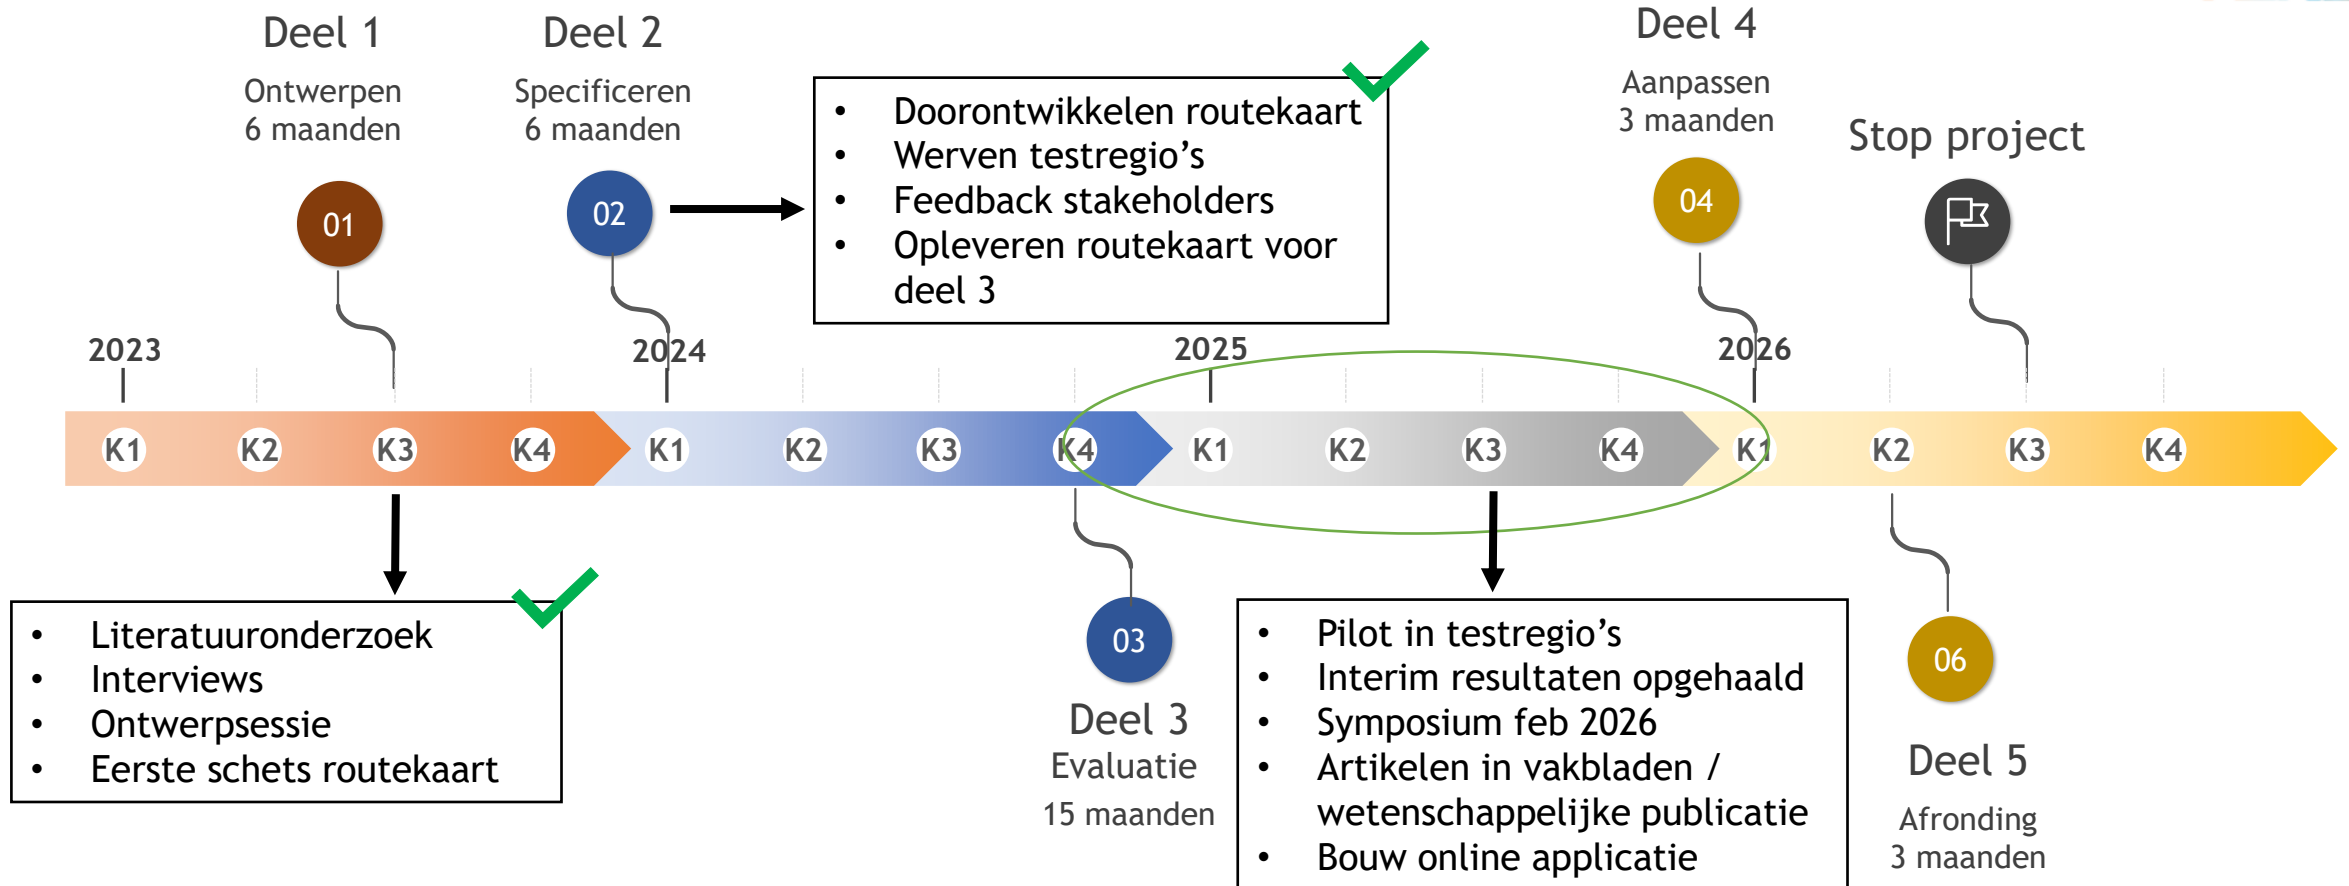 Deel 1
Ontwerpen
6 maanden
01
Deel 2
Specificeren
6 maanden
02
• Doorontwikkelen routekaart
• Werven testregio’s
• Feedback stakeholders
• Opleveren routekaart voor
deel 3
Deel 4
Aanpassen
3 maanden
04
Stop project
2023
2024
2025
2026
K1 K2 K3 K4 K1 K2 K3 K4 K1 K2 K3 K4 K1 K2 K3 K4
• Literatuuronderzoek
• Interviews
• Ontwerpsessie
• Eerste schets routekaart
03
Deel 3
Evaluatie
15 maanden
• Pilot in testregio’s
• Interim resultaten opgehaald
• Symposium feb 2026
• Artikelen in vakbladen /
wetenschappelijke publicatie
• Bouw online applicatie
06
Deel 5
Afronding
3 maanden